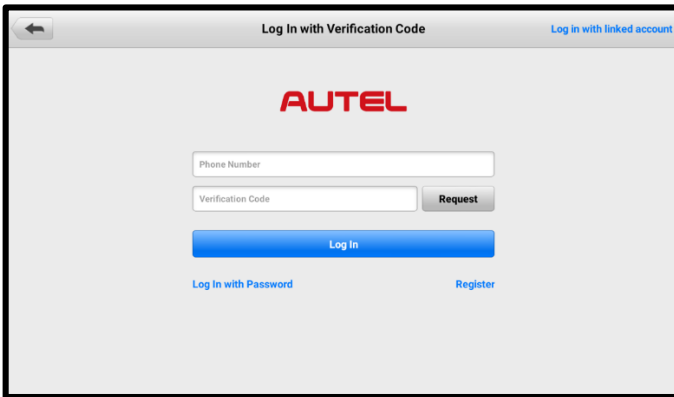 Log In with Verification Code
Log in with linked account
AUTEL
Phone Number
Verification Code
Request
Log In
Log In with Password
Register